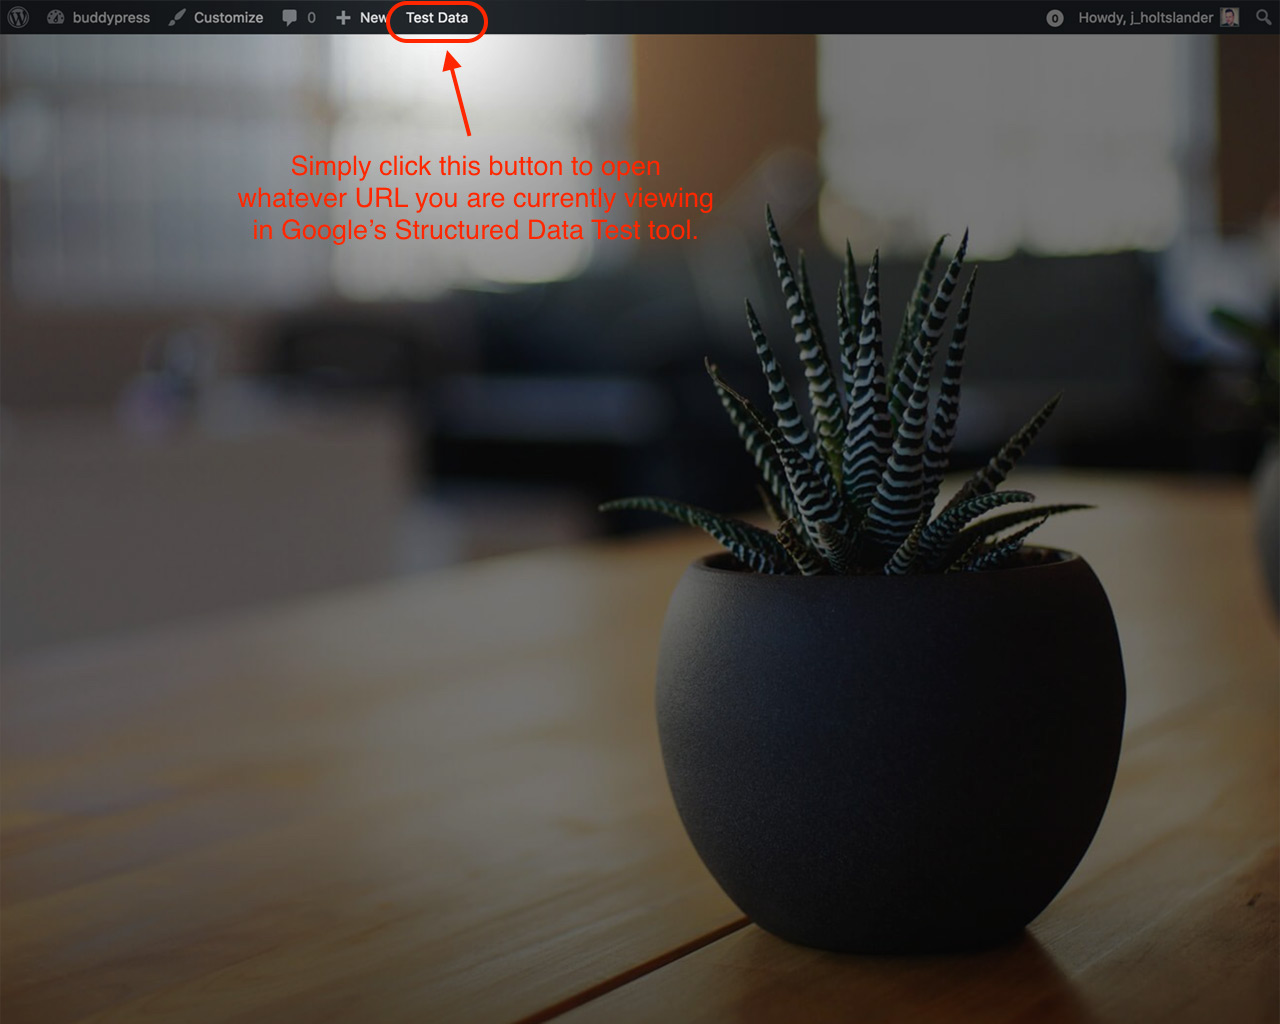 buddypress Customize 0 New Test Data 0 Howdy, j_holtslander
Simply click this button to open
whatever URL you are currently viewing
in Google’s Structured Data Test tool.